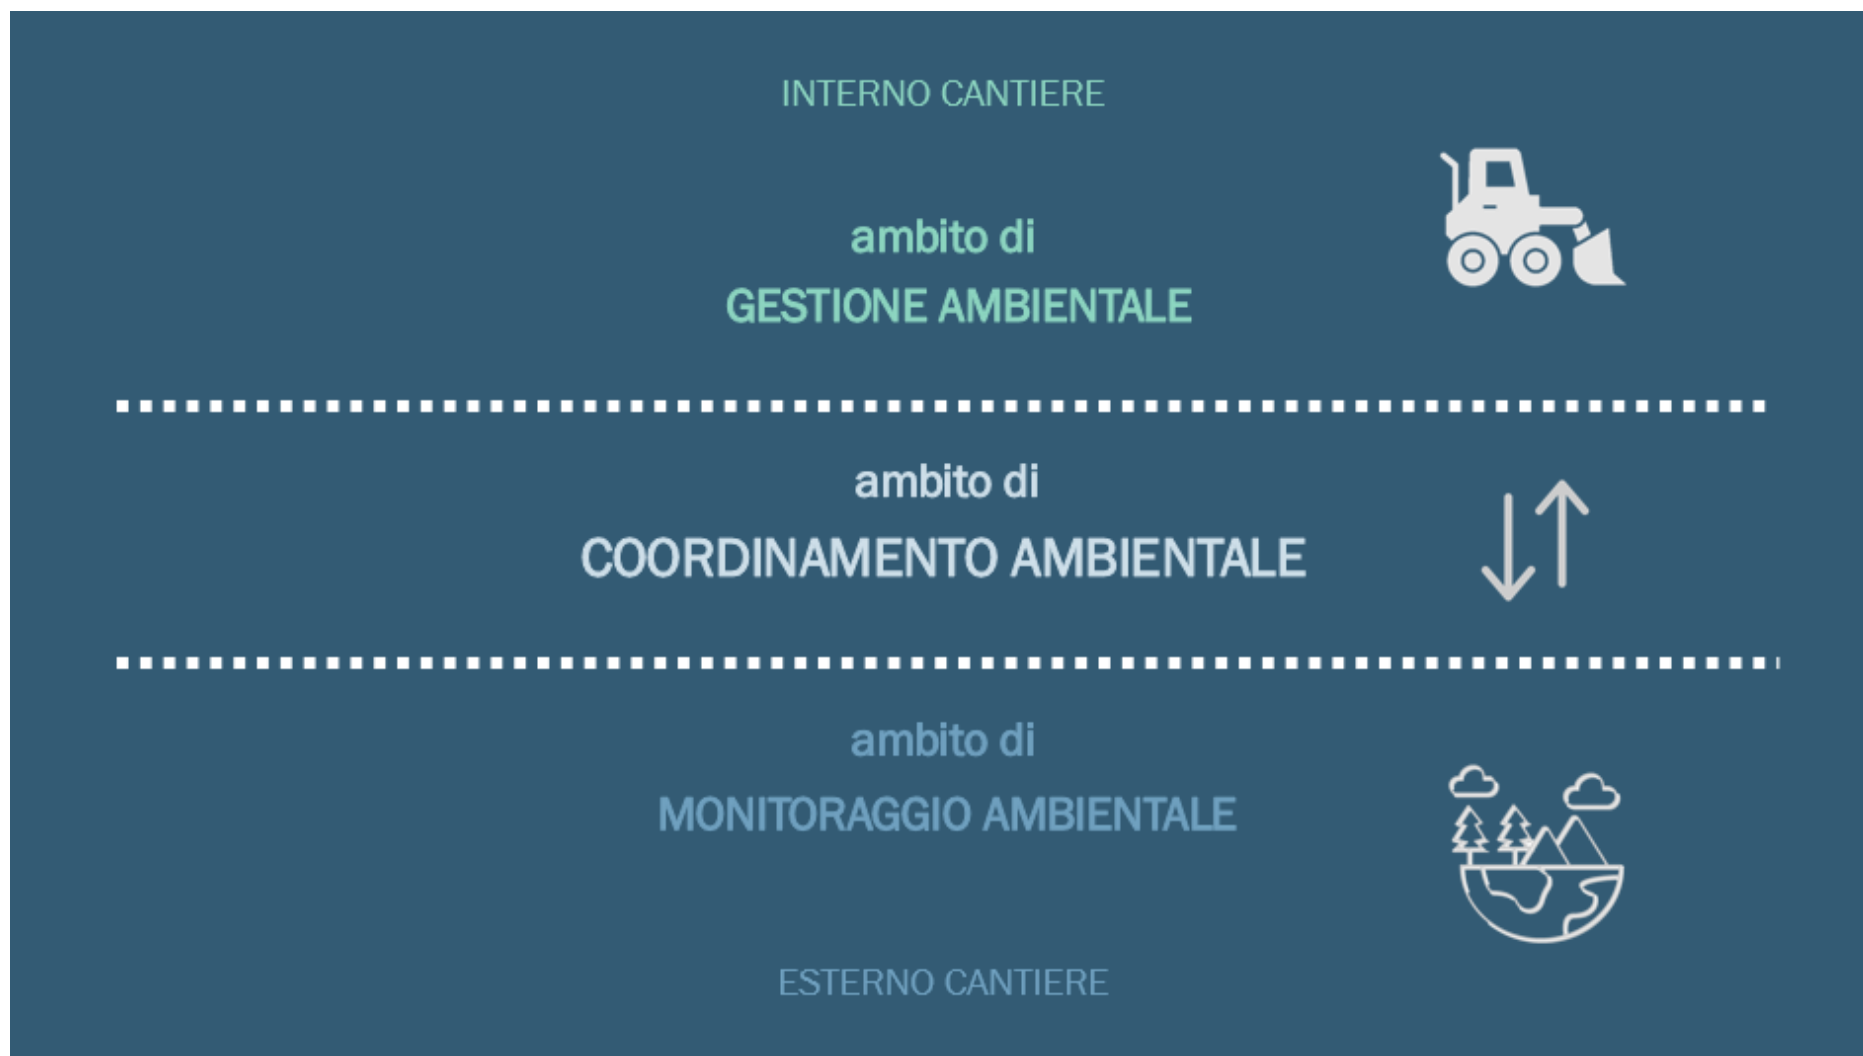 INTERNO CANTIERE
ambito di
GESTIONE AMBIENTALE
ambito di
COORDINAMENTO AMBIENTALE
ambito di
MONITORAGGIO AMBIENTALE
ESTERNO CANTIERE